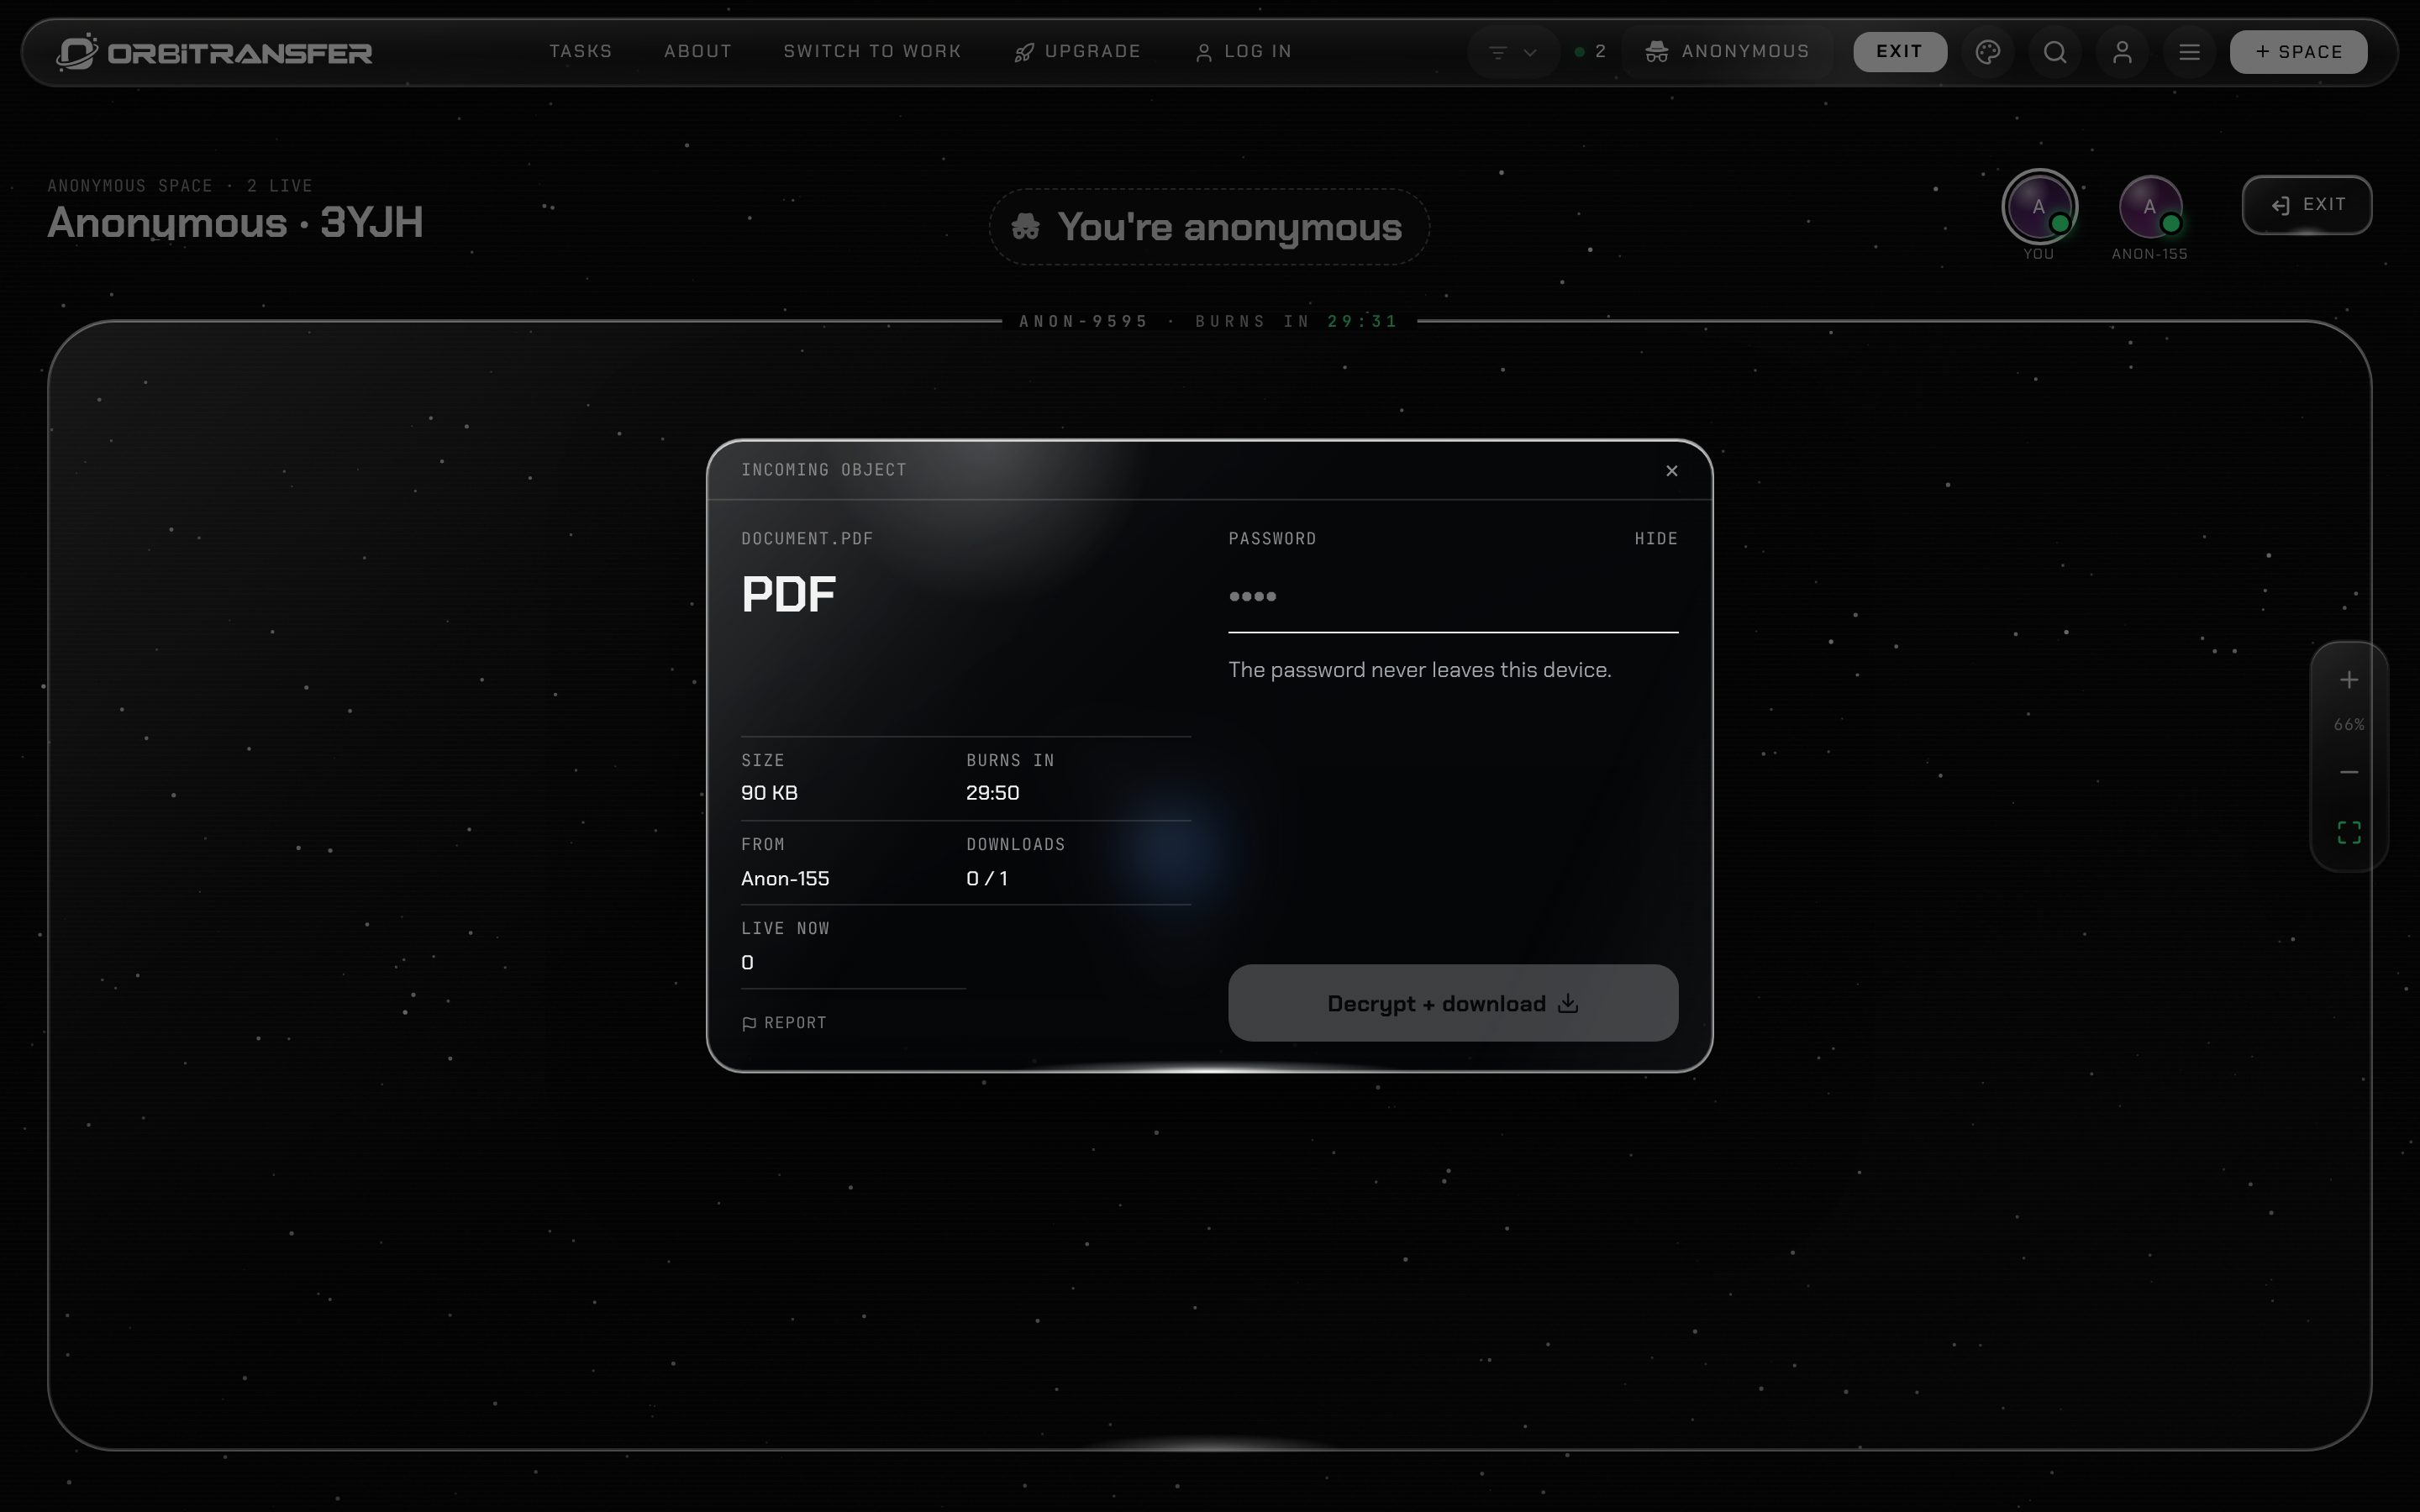 ORBITRANSFER
TASKS ABOUT SWITCH TO WORK UPGRADE LOG IN 2 ANONYMOUS EXIT + SPACE
ANONYMOUS SPACE · 2 LIVE
Anonymous · 3YJH
You're anonymous
A A EXIT
YOU ANON-155
ANON-9595 · BURNS IN 29:31
INCOMING OBJECT ×
DOCUMENT.PDF
PDF
PASSWORD HIDE
The password never leaves this device.
SIZE BURNS IN
90 KB 29:50
FROM DOWNLOADS
Anon-155 0 / 1
LIVE NOW
0
REPORT
Decrypt + download
66%